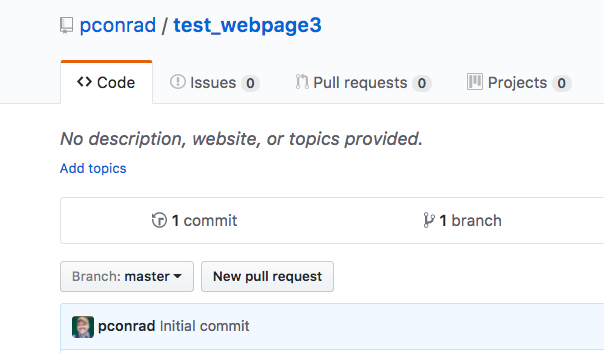 pconrad / test_webpage3
Code Issues 0 Pull requests 0 Projects 0
No description, website, or topics provided.
Add topics
1 commit 1 branch
Branch: master New pull request
pconrad Initial commit